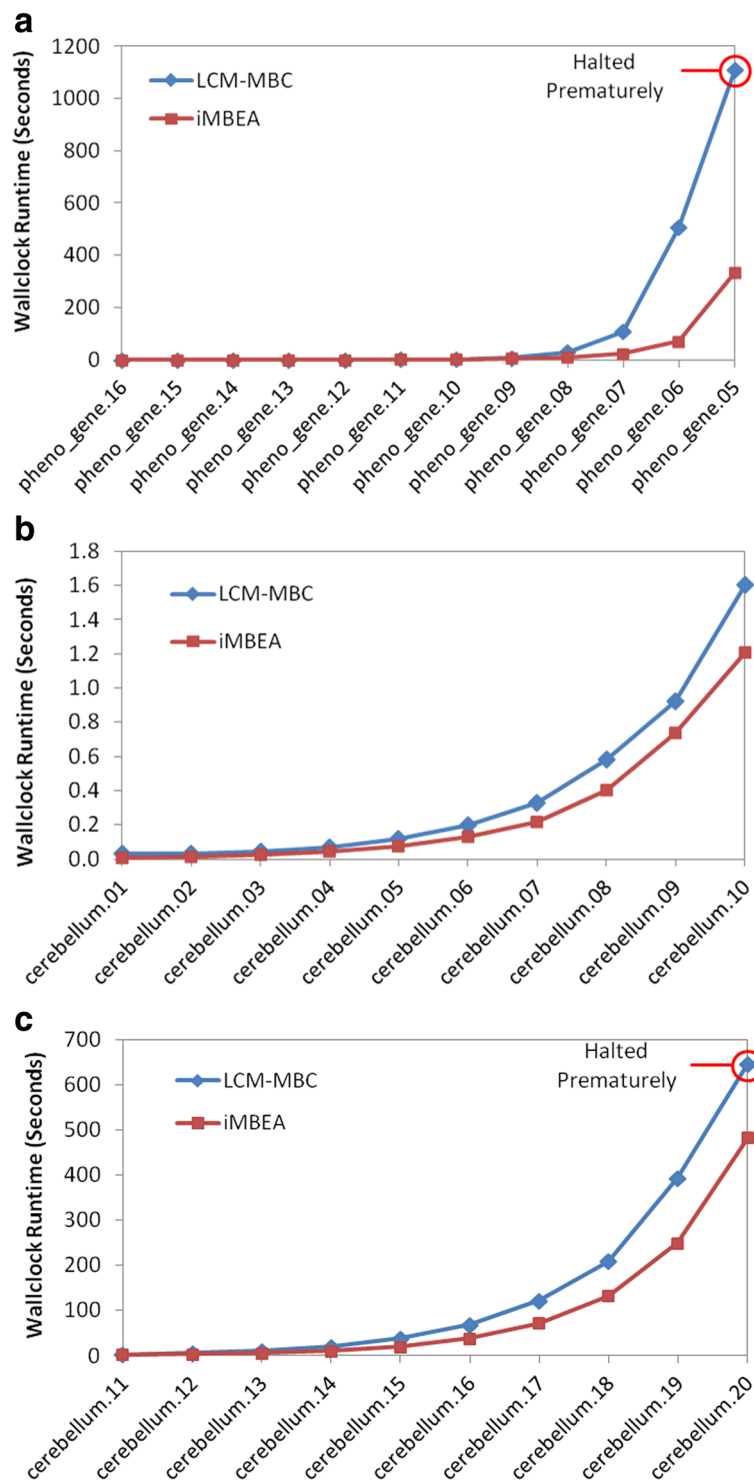 a
Wallclock Runtime (Seconds)
1200
1000
800
600
400
200
0
LCM-MBC
iMBEA
Halted
Prematurely
pheno_gene.16
pheno_gene.15
pheno_gene.14
pheno_gene.13
pheno_gene.12
pheno_gene.11
pheno_gene.10
pheno_gene.09
pheno_gene.08
pheno_gene.07
pheno_gene.06
pheno_gene.05
b
Wallclock Runtime (Seconds)
1.8
1.6
1.4
1.2
1.0
0.8
0.6
0.4
0.2
0.0
LCM-MBC
iMBEA
cerebellum.01
cerebellum.02
cerebellum.03
cerebellum.04
cerebellum.05
cerebellum.06
cerebellum.07
cerebellum.08
cerebellum.09
cerebellum.10
c
Wallclock Runtime (Seconds)
700
600
500
400
300
200
100
0
LCM-MBC
iMBEA
Halted
Prematurely
cerebellum.11
cerebellum.12
cerebellum.13
cerebellum.14
cerebellum.15
cerebellum.16
cerebellum.17
cerebellum.18
cerebellum.19
cerebellum.20